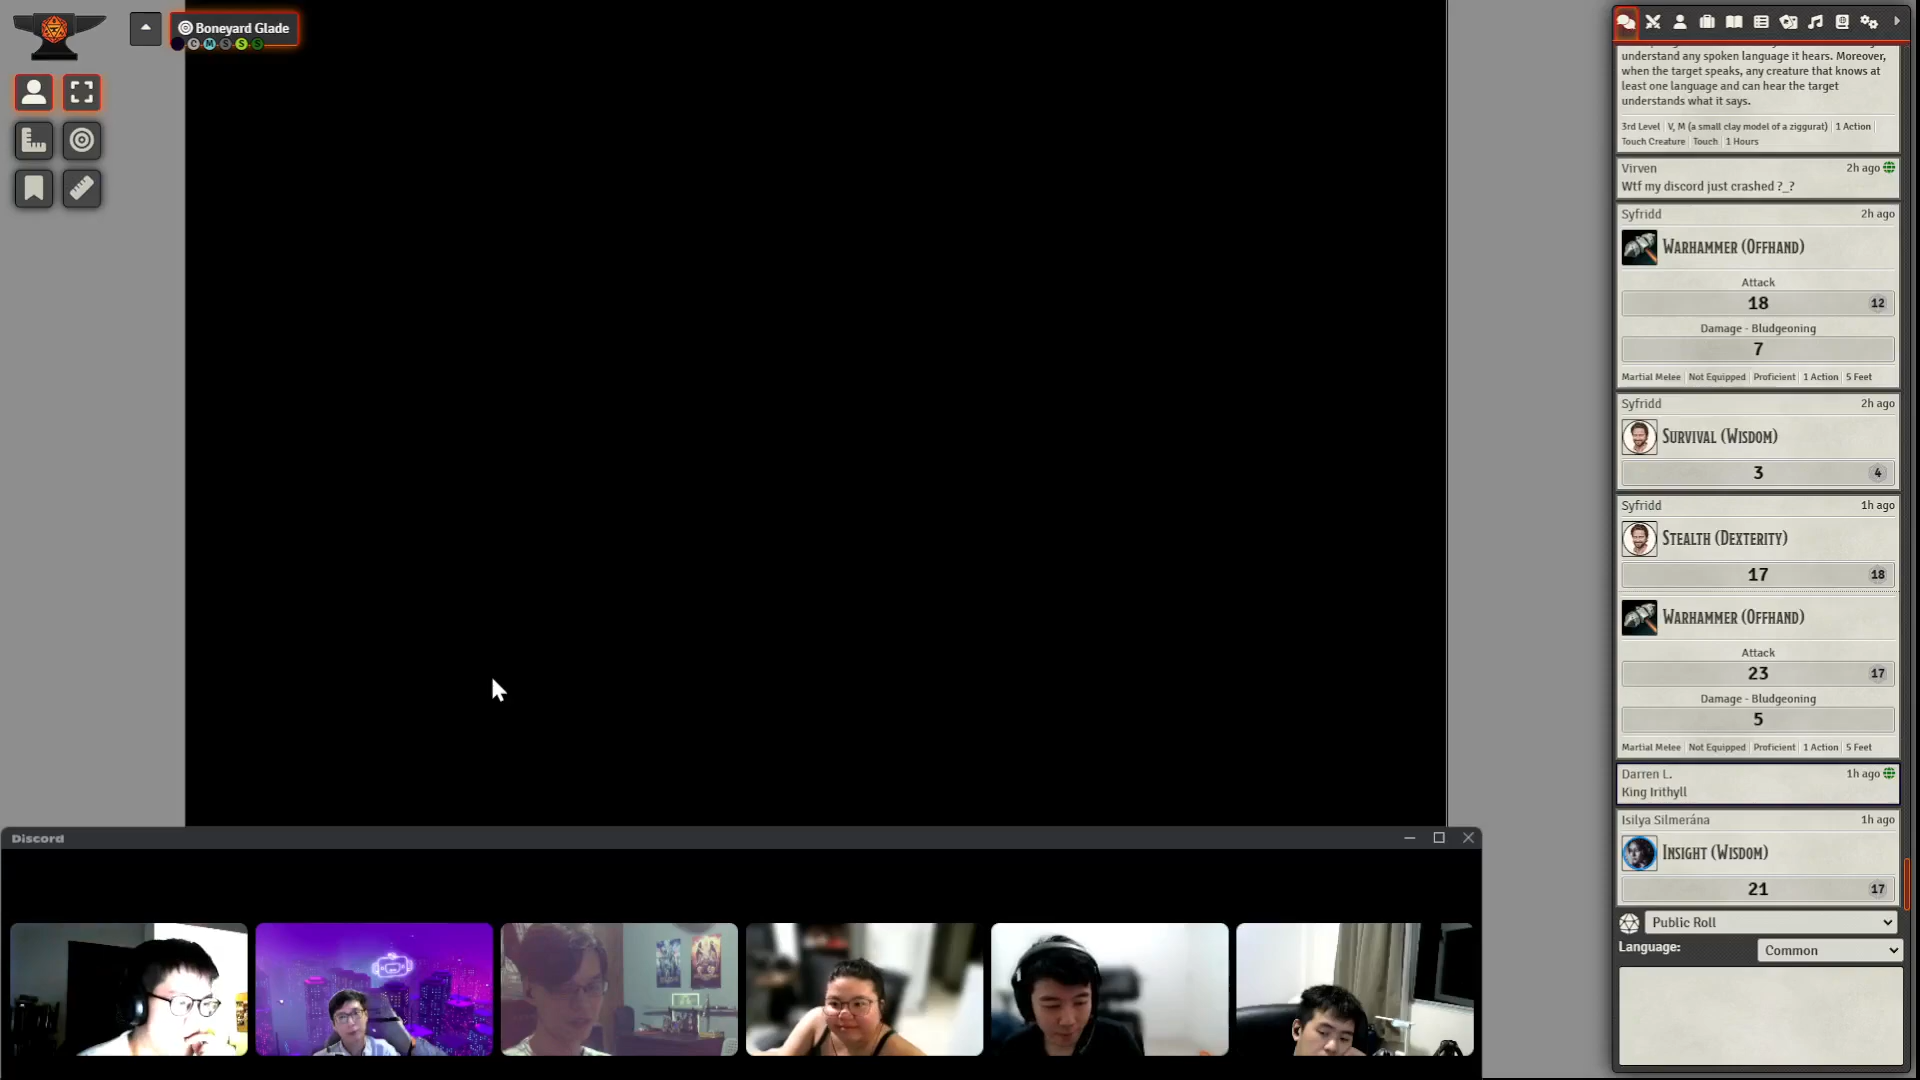 Boneyard Glade
C M S S S
understand any spoken language it hears. Moreover,
when the target speaks, any creature that knows at
least one language and can hear the target
understands what it says.
3rd Level V, M (a small clay model of a ziggurat) 1 Action
Touch Creature Touch 1 Hours
Virven 2h ago
Wtf my discord just crashed ?_?
Syfridd 2h ago
Warhammer (Offhand)
Attack
18 12
Damage - Bludgeoning
7
Martial Melee Not Equipped Proficient 1 Action 5 Feet
Syfridd 2h ago
Survival (Wisdom)
3 4
Syfridd 1h ago
Stealth (Dexterity)
17 18
Warhammer (Offhand)
Attack
23 17
Damage - Bludgeoning
5
Martial Melee Not Equipped Proficient 1 Action 5 Feet
Darren L. 1h ago
King Irithyll
Isilya Silmerána 1h ago
Insight (Wisdom)
21 17
Public Roll
Language: Common
Discord